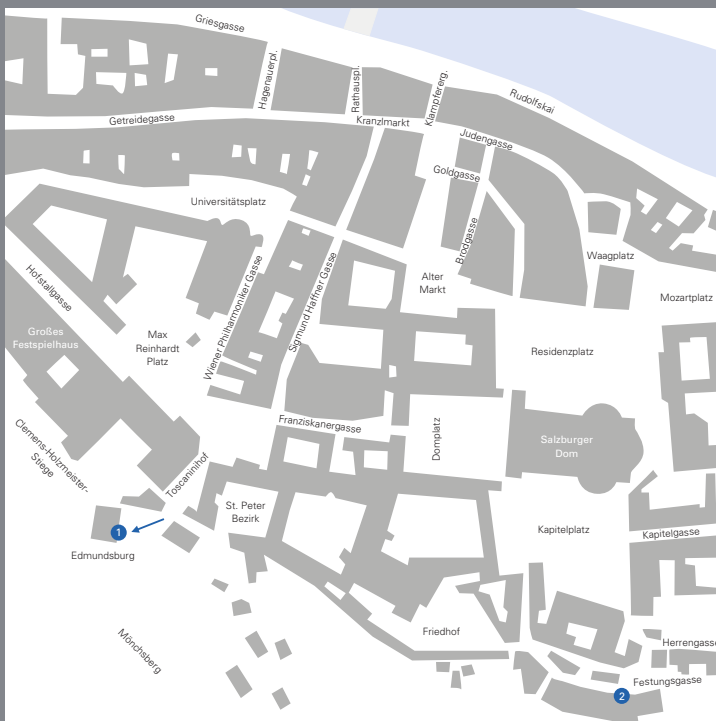 Griesgasse
Hagenauerpl.
Rathauspl.
Klampfererg.
Rudolfskai
Getreidegasse
Kranzlmarkt
Judengasse
Goldgasse
Universitätsplatz
Brodgasse
Waagplatz
Hofstallgasse
Wiener Philharmoniker Gasse
Sigmund Haffner Gasse
Alter
Markt
Mozartplatz
Großes
Festspielhaus
Max
Reinhardt
Platz
Residenzplatz
Franziskanergasse
Domplatz
Salzburger
Dom
Clemens-Holzmeister-
Stiege
Toscaninihof
St. Peter
Bezirk
Kapitelplatz
Kapitelgasse
1
Edmundsburg
Mönchsberg
Friedhof
Herrengasse
Festungsgasse
2